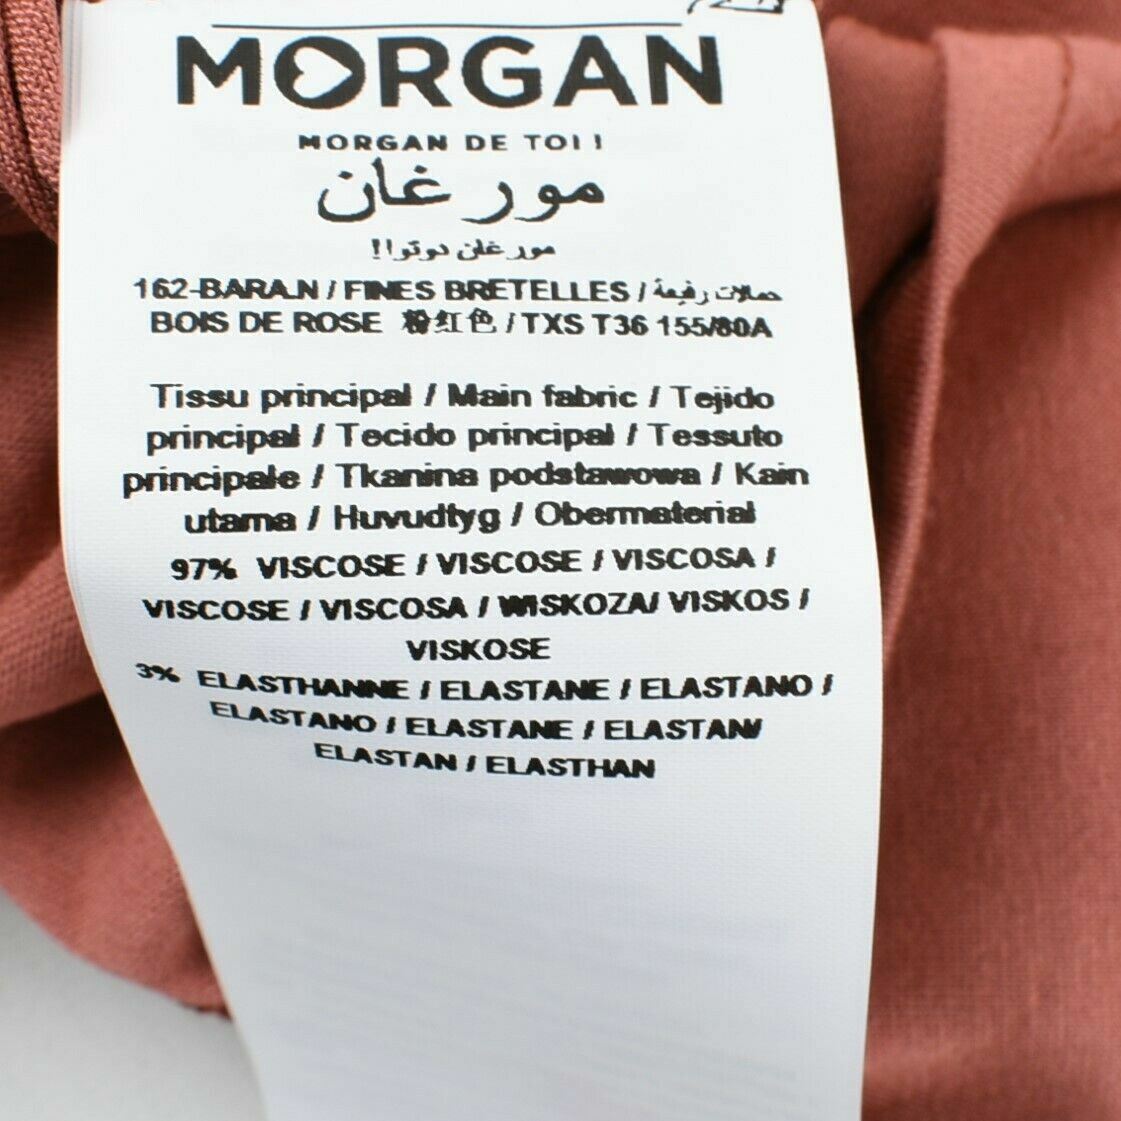 MORGAN
MORGAN DE TOI !
مورغان
مورغان دوتوا!
162-BARA.N / FINES BRETELLES / حمالات رفيعة
BOIS DE ROSE 粉红色 / TXS T36 155/80A
Tissu principal / Main fabric / Tejido
principal / Tecido principal / Tessuto
principale / Tkanina podstawowa / Kain
utama / Huvudtyg / Obermaterial
97% VISCOSE / VISCOSE / VISCOSA /
VISCOSE / VISCOSA / WISKOZA/ VISKOS /
VISKOSE
3% ELASTHANNE / ELASTANE / ELASTANO /
ELASTANO / ELASTANE / ELASTAN/
ELASTAN / ELASTHAN